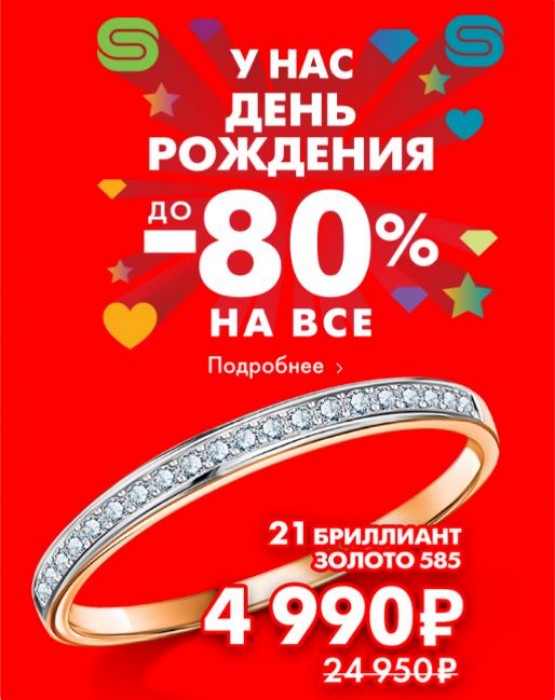 У НАС
ДЕНЬ
РОЖДЕНИЯ
ДО
-80%
НА ВСЕ
Подробнее ›
21 БРИЛЛИАНТ
ЗОЛОТО 585
4 990₽
24 950₽